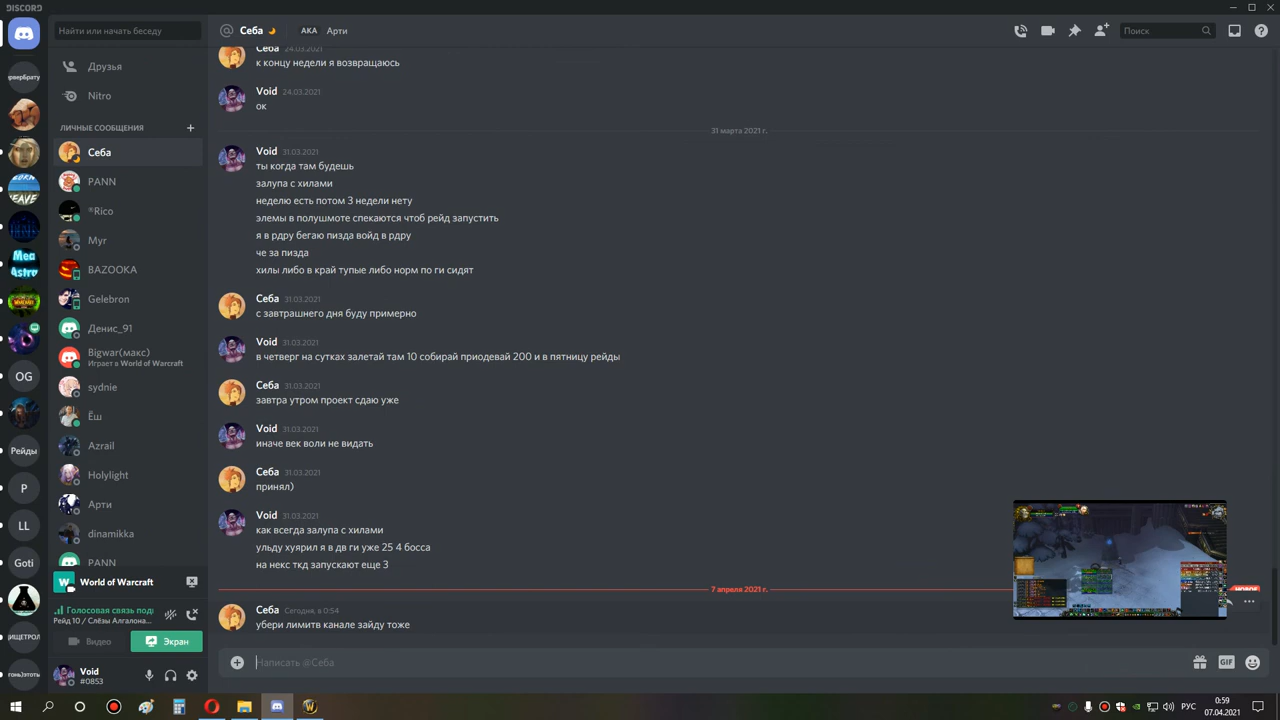 DISCORD
Найти или начать беседу
Себа
AKA Арти
Поиск
Друзья
Nitro
ЛИЧНЫЕ СООБЩЕНИЯ
Себа
PANN
®Rico
Myr
BAZOOKA
Gelebron
Денис_91
Bigwar(макс)
Играет в World of Warcraft
sydnie
Ёш
Azrail
Holylight
Арти
dinamikka
PANN
World of Warcraft
Голосовая связь подı
Рейд 10 / Слёзы Алгалона...
Видео
Экран
Void
#0853
Mea
Astro
OG
Рейды
P
LL
Goti
Себа 24.03.2021
к концу недели я возвращаюсь
Void 24.03.2021
ок
31 марта 2021 г.
Void 31.03.2021
ты когда там будешь
залупа с хилами
неделю есть потом 3 недели нету
элемы в полушмоте спекаются чтоб рейд запустить
я в рдру бегаю пизда войд в рдру
че за пизда
хилы либо в край тупые либо норм по ги сидят
Себа 31.03.2021
с завтрашнего дня буду примерно
Void 31.03.2021
в четверг на сутках залетай там 10 собирай приодевай 200 и в пятницу рейды
Себа 31.03.2021
завтра утром проект сдаю уже
Void 31.03.2021
иначе век воли не видать
Себа 31.03.2021
принял)
Void 31.03.2021
как всегда залупа с хилами
ульду хуярил я в дв ги уже 25 4 босса
на некс ткд запускают еще 3
7 апреля 2021 г.
НОВОЕ
Себа Сегодня, в 0:54
убери лимитв канале зайду тоже
Написать @Себа
GIF
РУС
0:59
07.04.2021